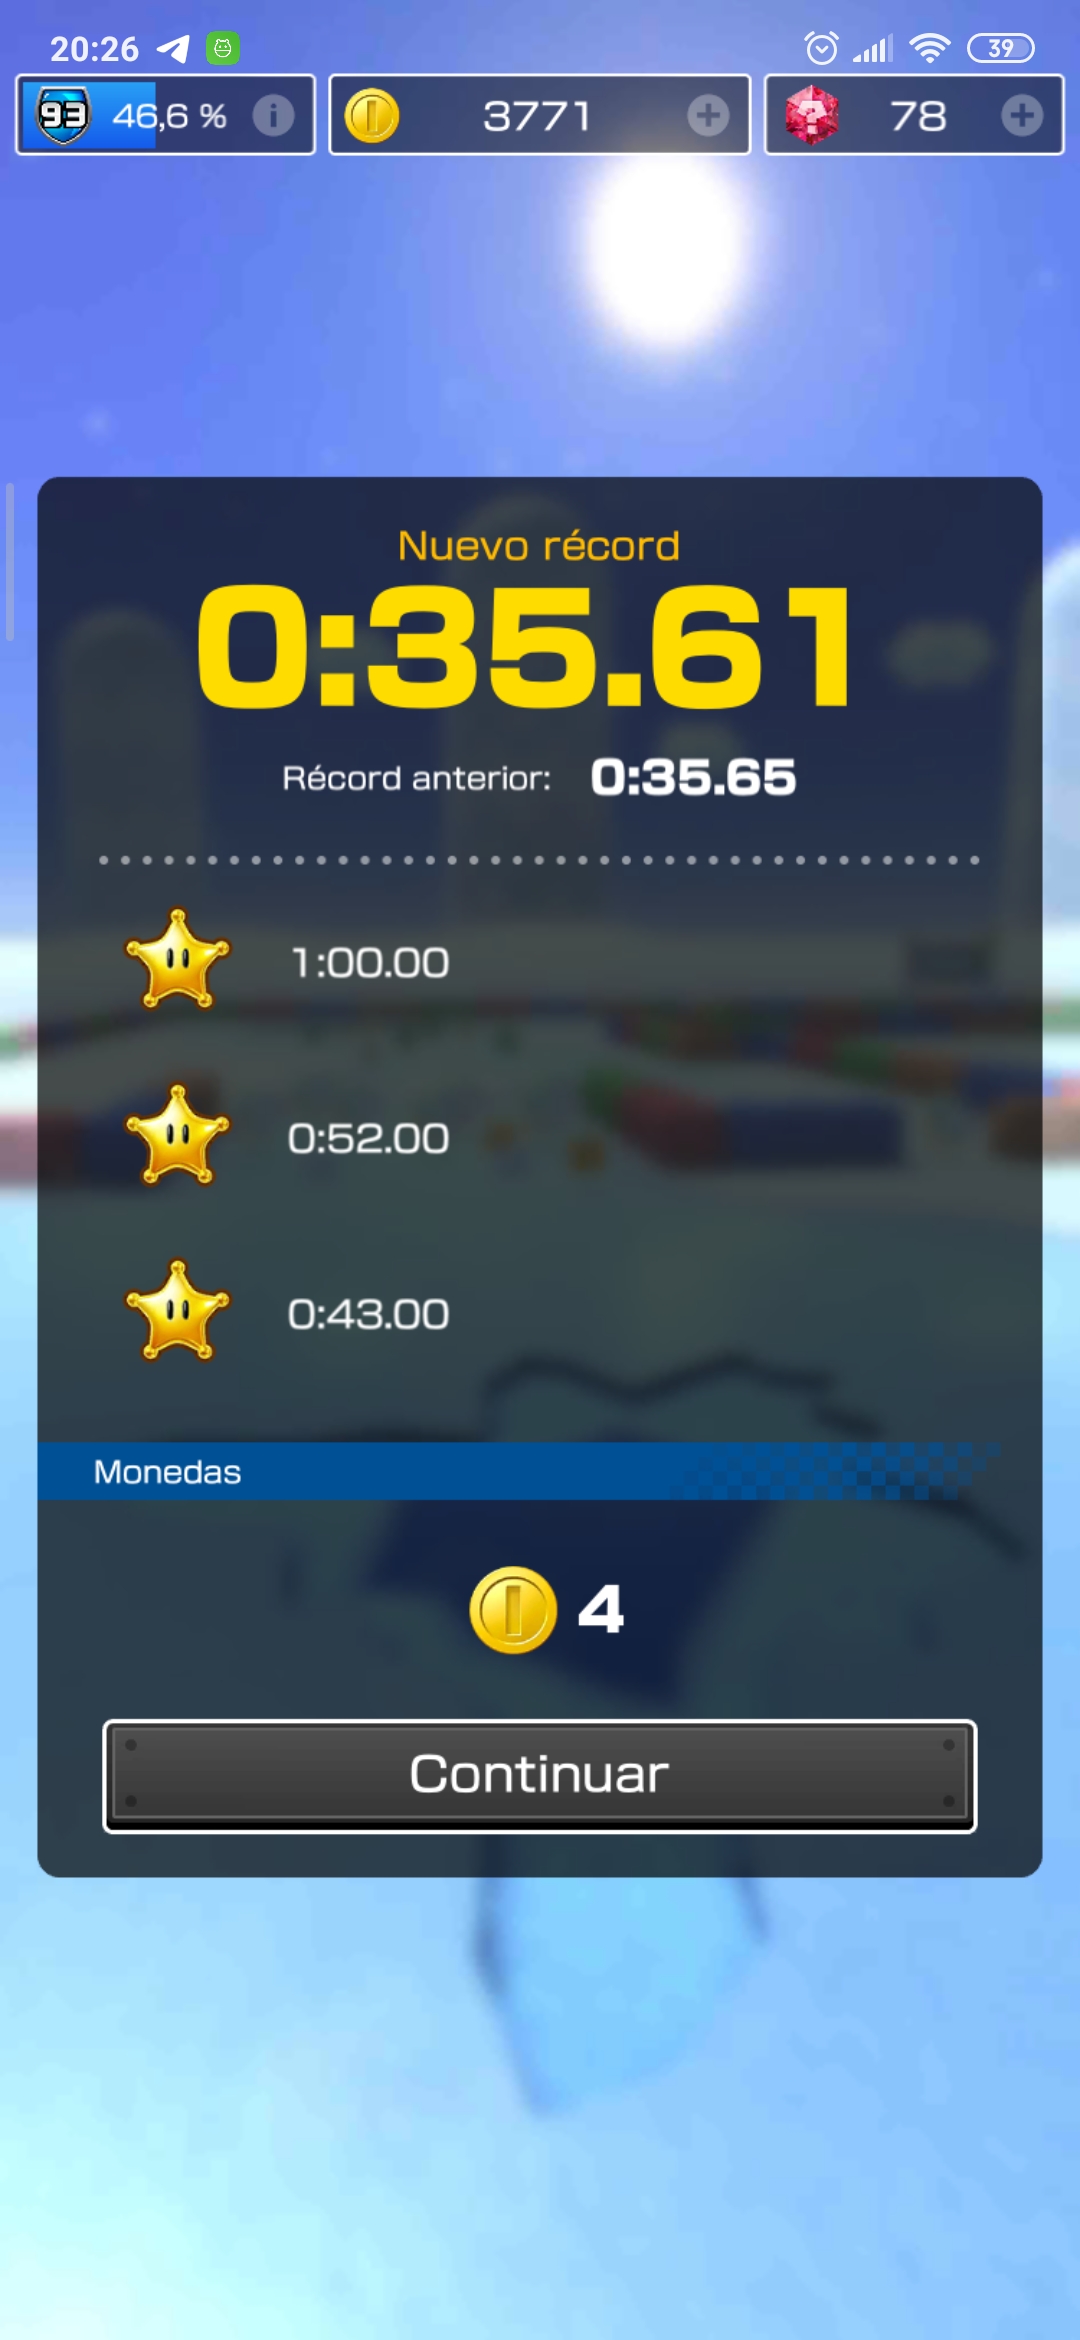 20:26
39
93 46,6 % i
3771 +
? 78 +
Nuevo récord
0:35.61
Récord anterior: 0:35.65
1:00.00
0:52.00
0:43.00
Monedas
4
Continuar